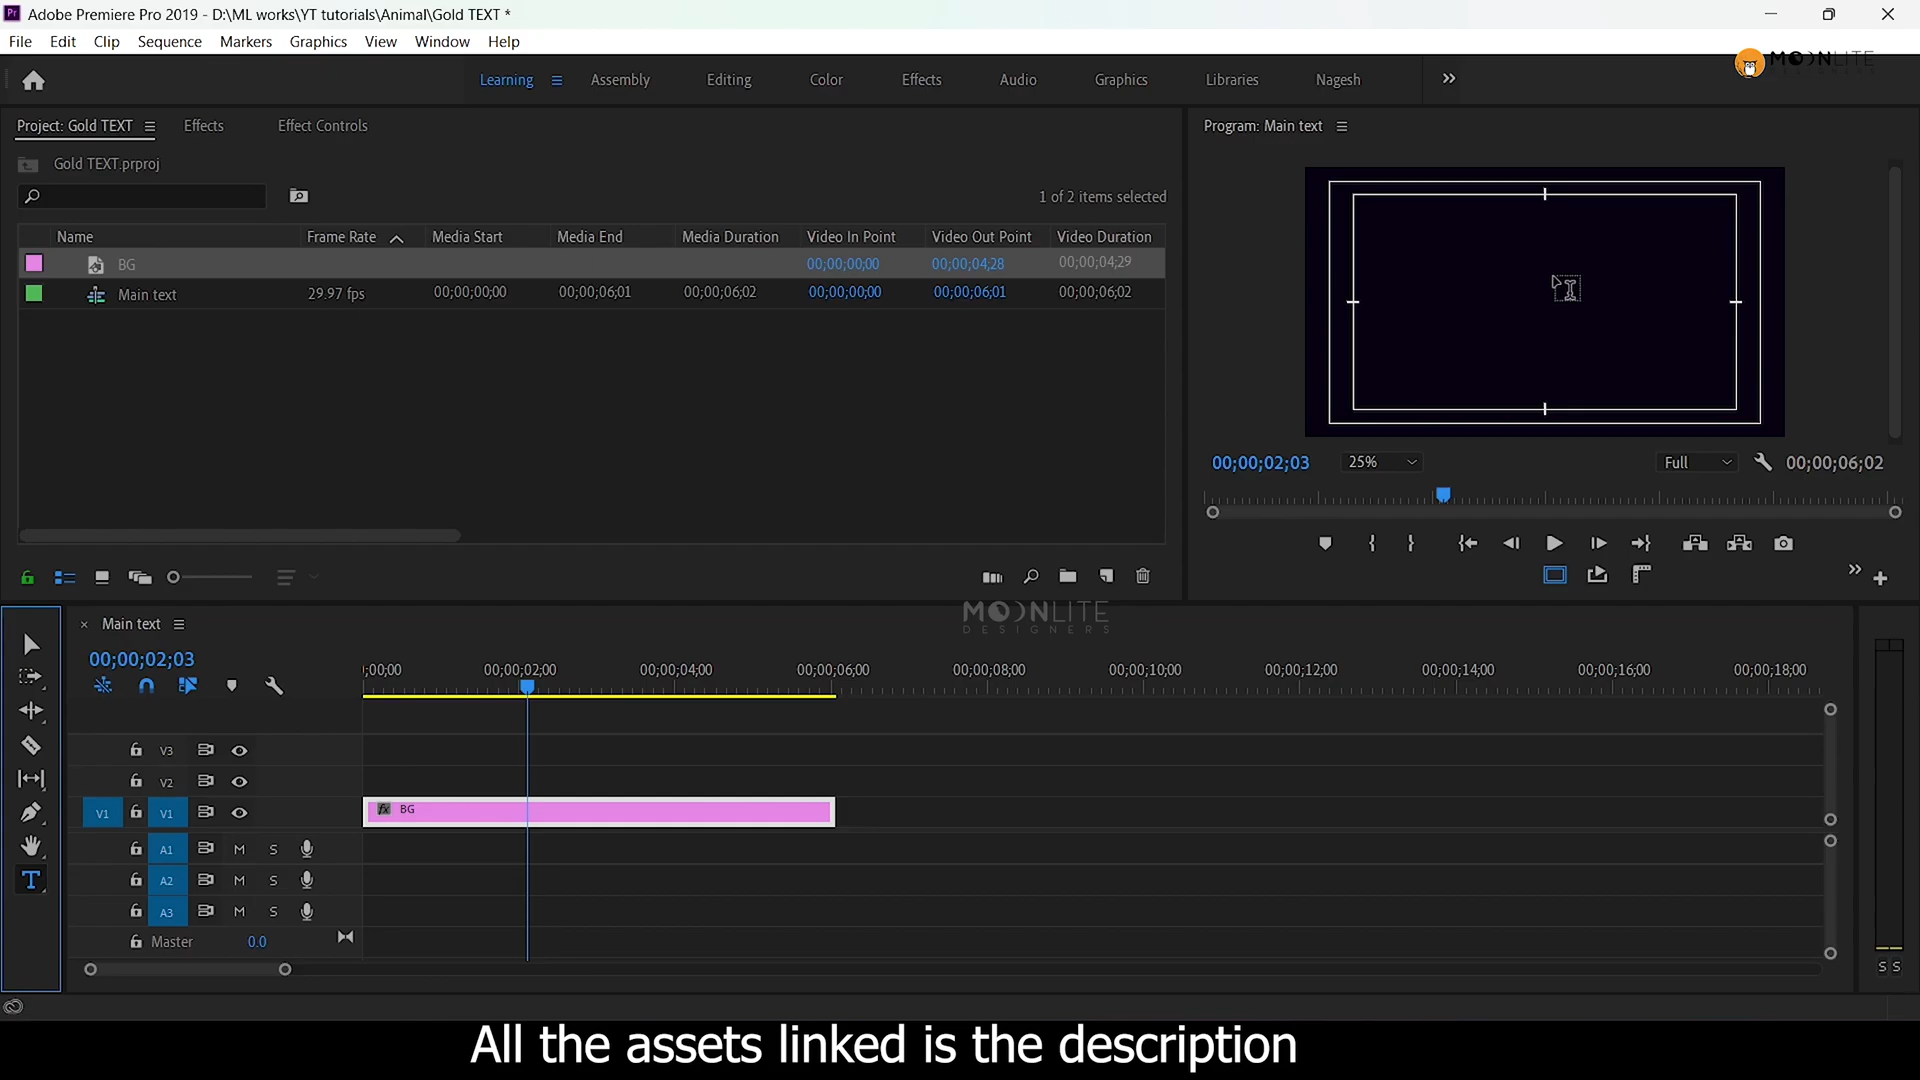 Adobe Premiere Pro 2019 - D:\ML works\YT tutorials\Animal\Gold TEXT *
File Edit Clip Sequence Markers Graphics View Window Help
MOONLITE
Learning Assembly Editing Color Effects Audio Graphics Libraries Nagesh
Project: Gold TEXT Effects Effect Controls
Program: Main text
Gold TEXT.prproj
1 of 2 items selected
Name Frame Rate Media Start Media End Media Duration Video In Point Video Out Point Video Duration
BG 00;00;00;00 00;00;04;28 00;00;04;29
Main text 29.97 fps 00;00;00;00 00;00;06;01 00;00;06;02 00;00;00;00 00;00;06;01 00;00;06;02
00;00;02;03 25% Full 00;00;06;02
MOONLITE
DESIGNERS
Main text
00;00;02;03
;00;00 00;00;02;00 00;00;04;00 00;00;06;00 00;00;08;00 00;00;10;00 00;00;12;00 00;00;14;00 00;00;16;00 00;00;18;00
V3
V2
V1 V1 fx BG
A1 M S
A2 M S
A3 M S
Master 0.0
S S
All the assets linked is the description